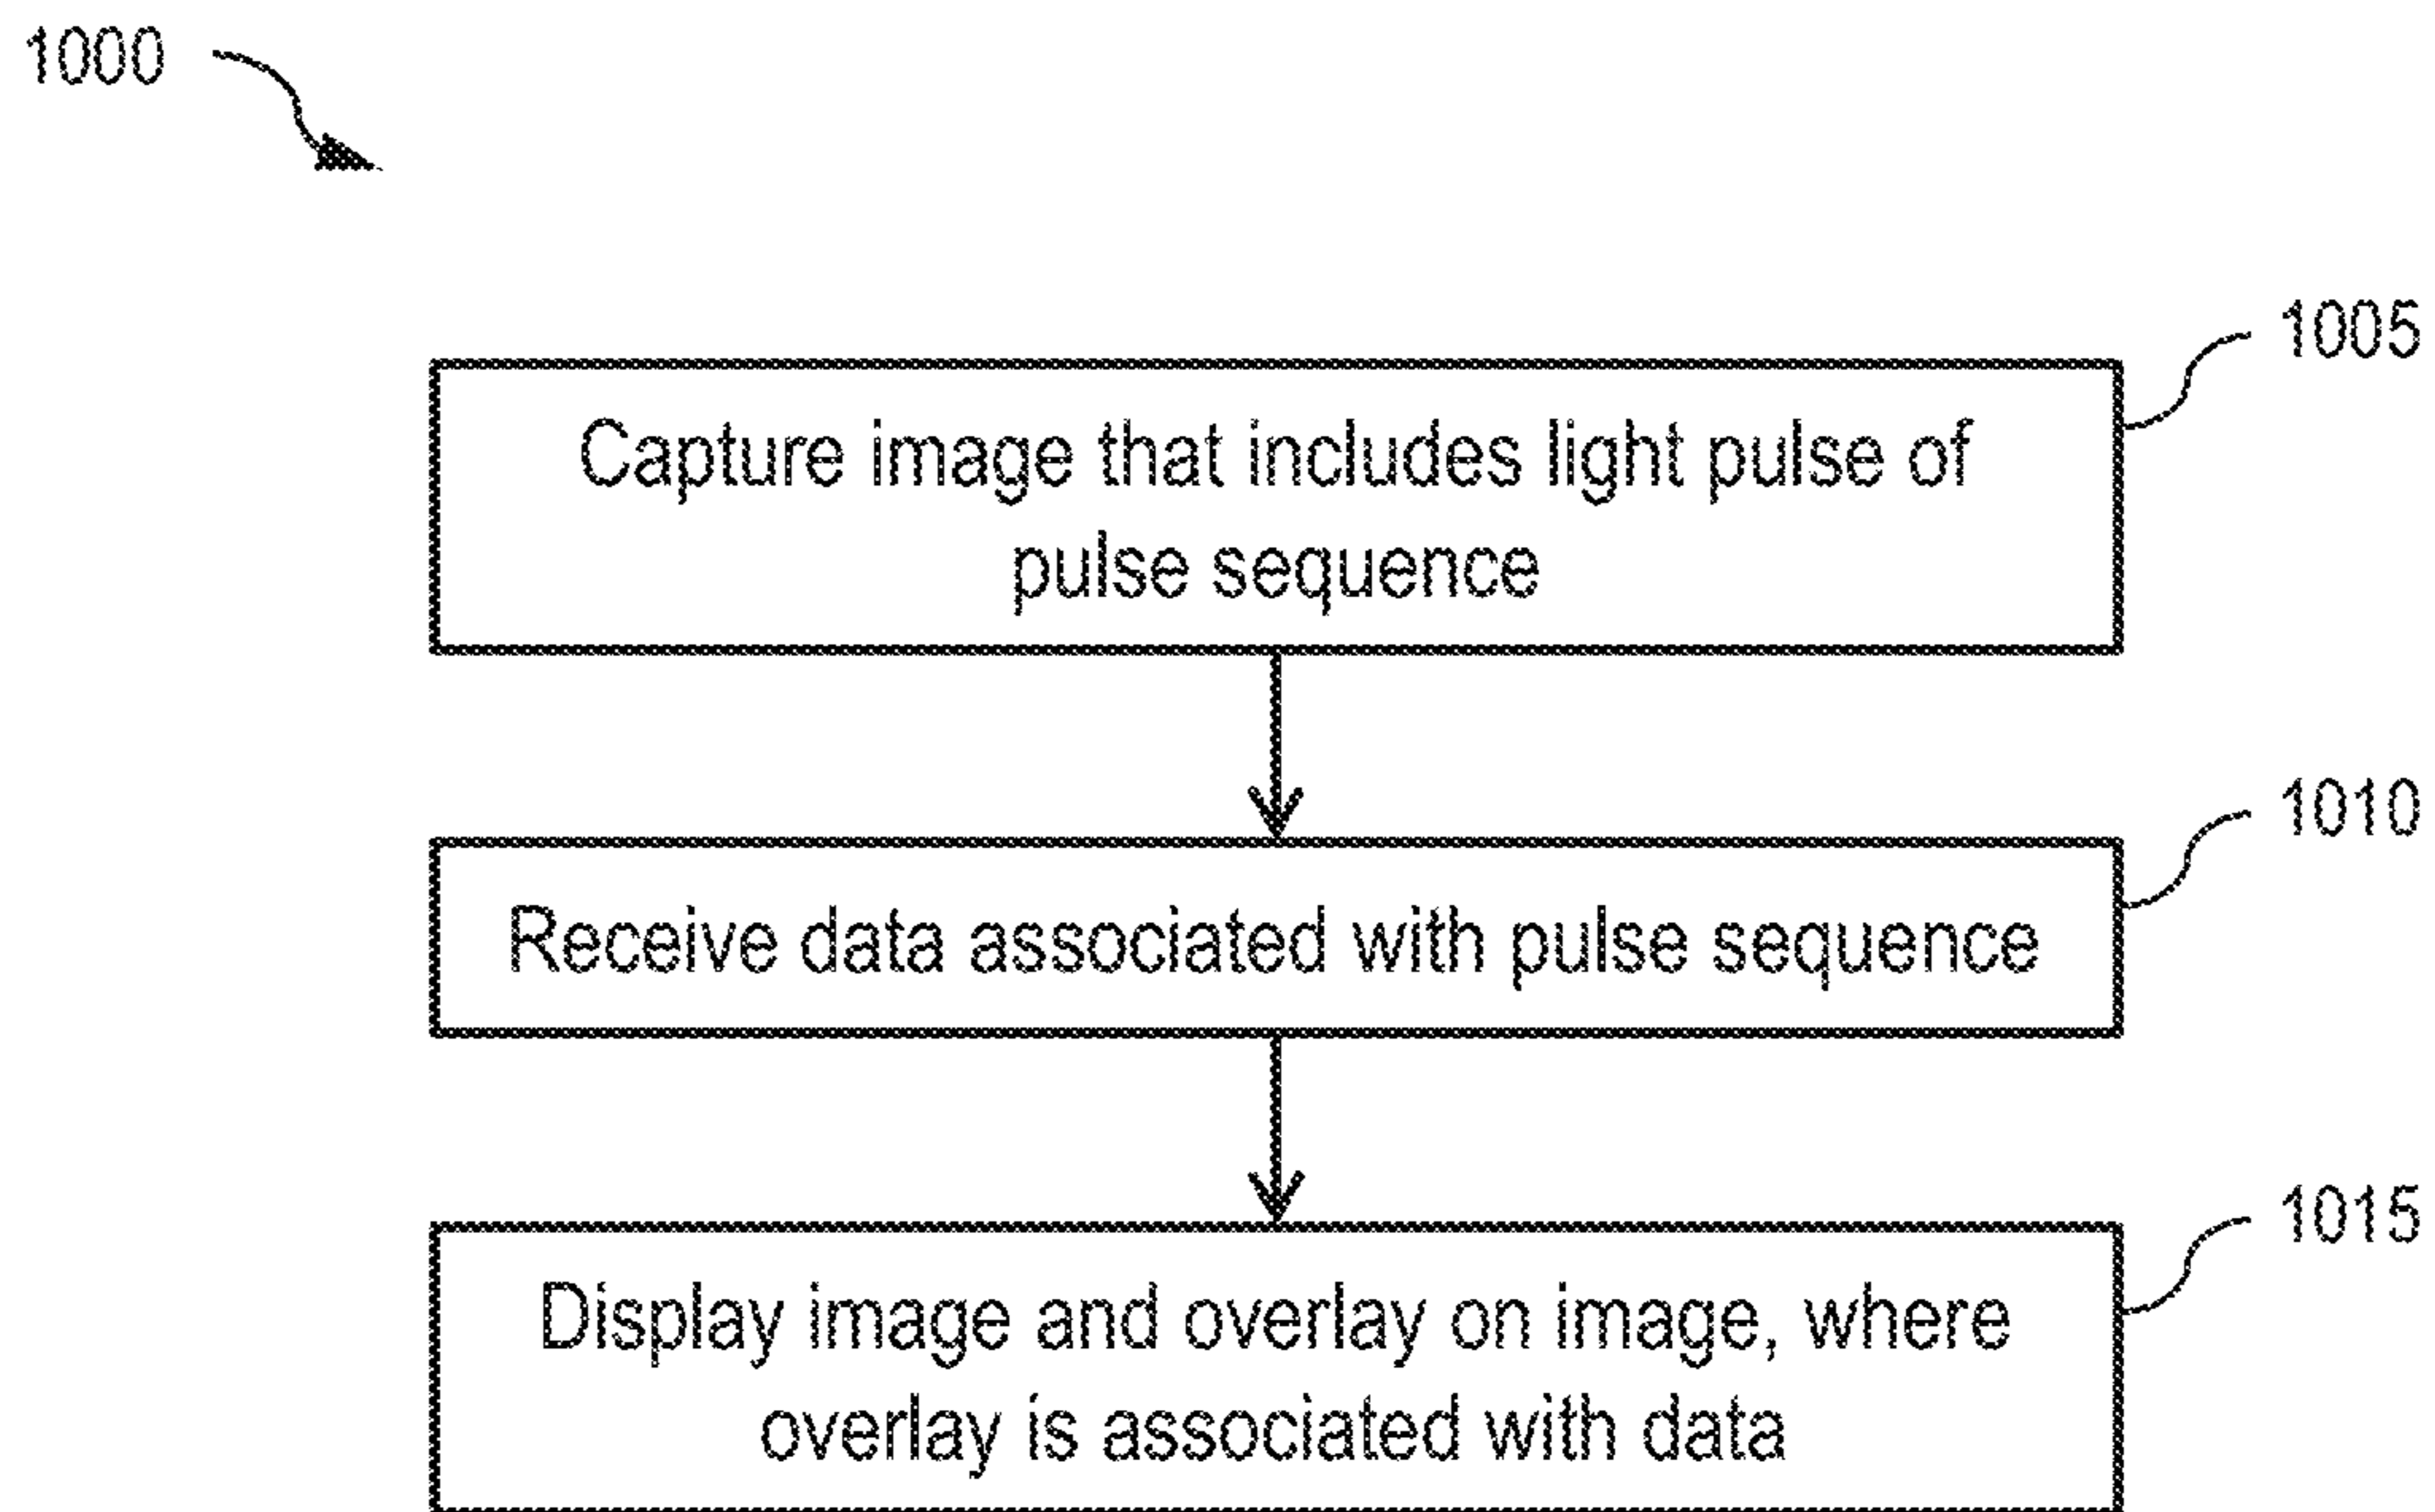 1000
1005
Capture image that includes light pulse of
pulse sequence
1010
Receive data associated with pulse sequence
1015
Display image and overlay on image, where
overlay is associated with data